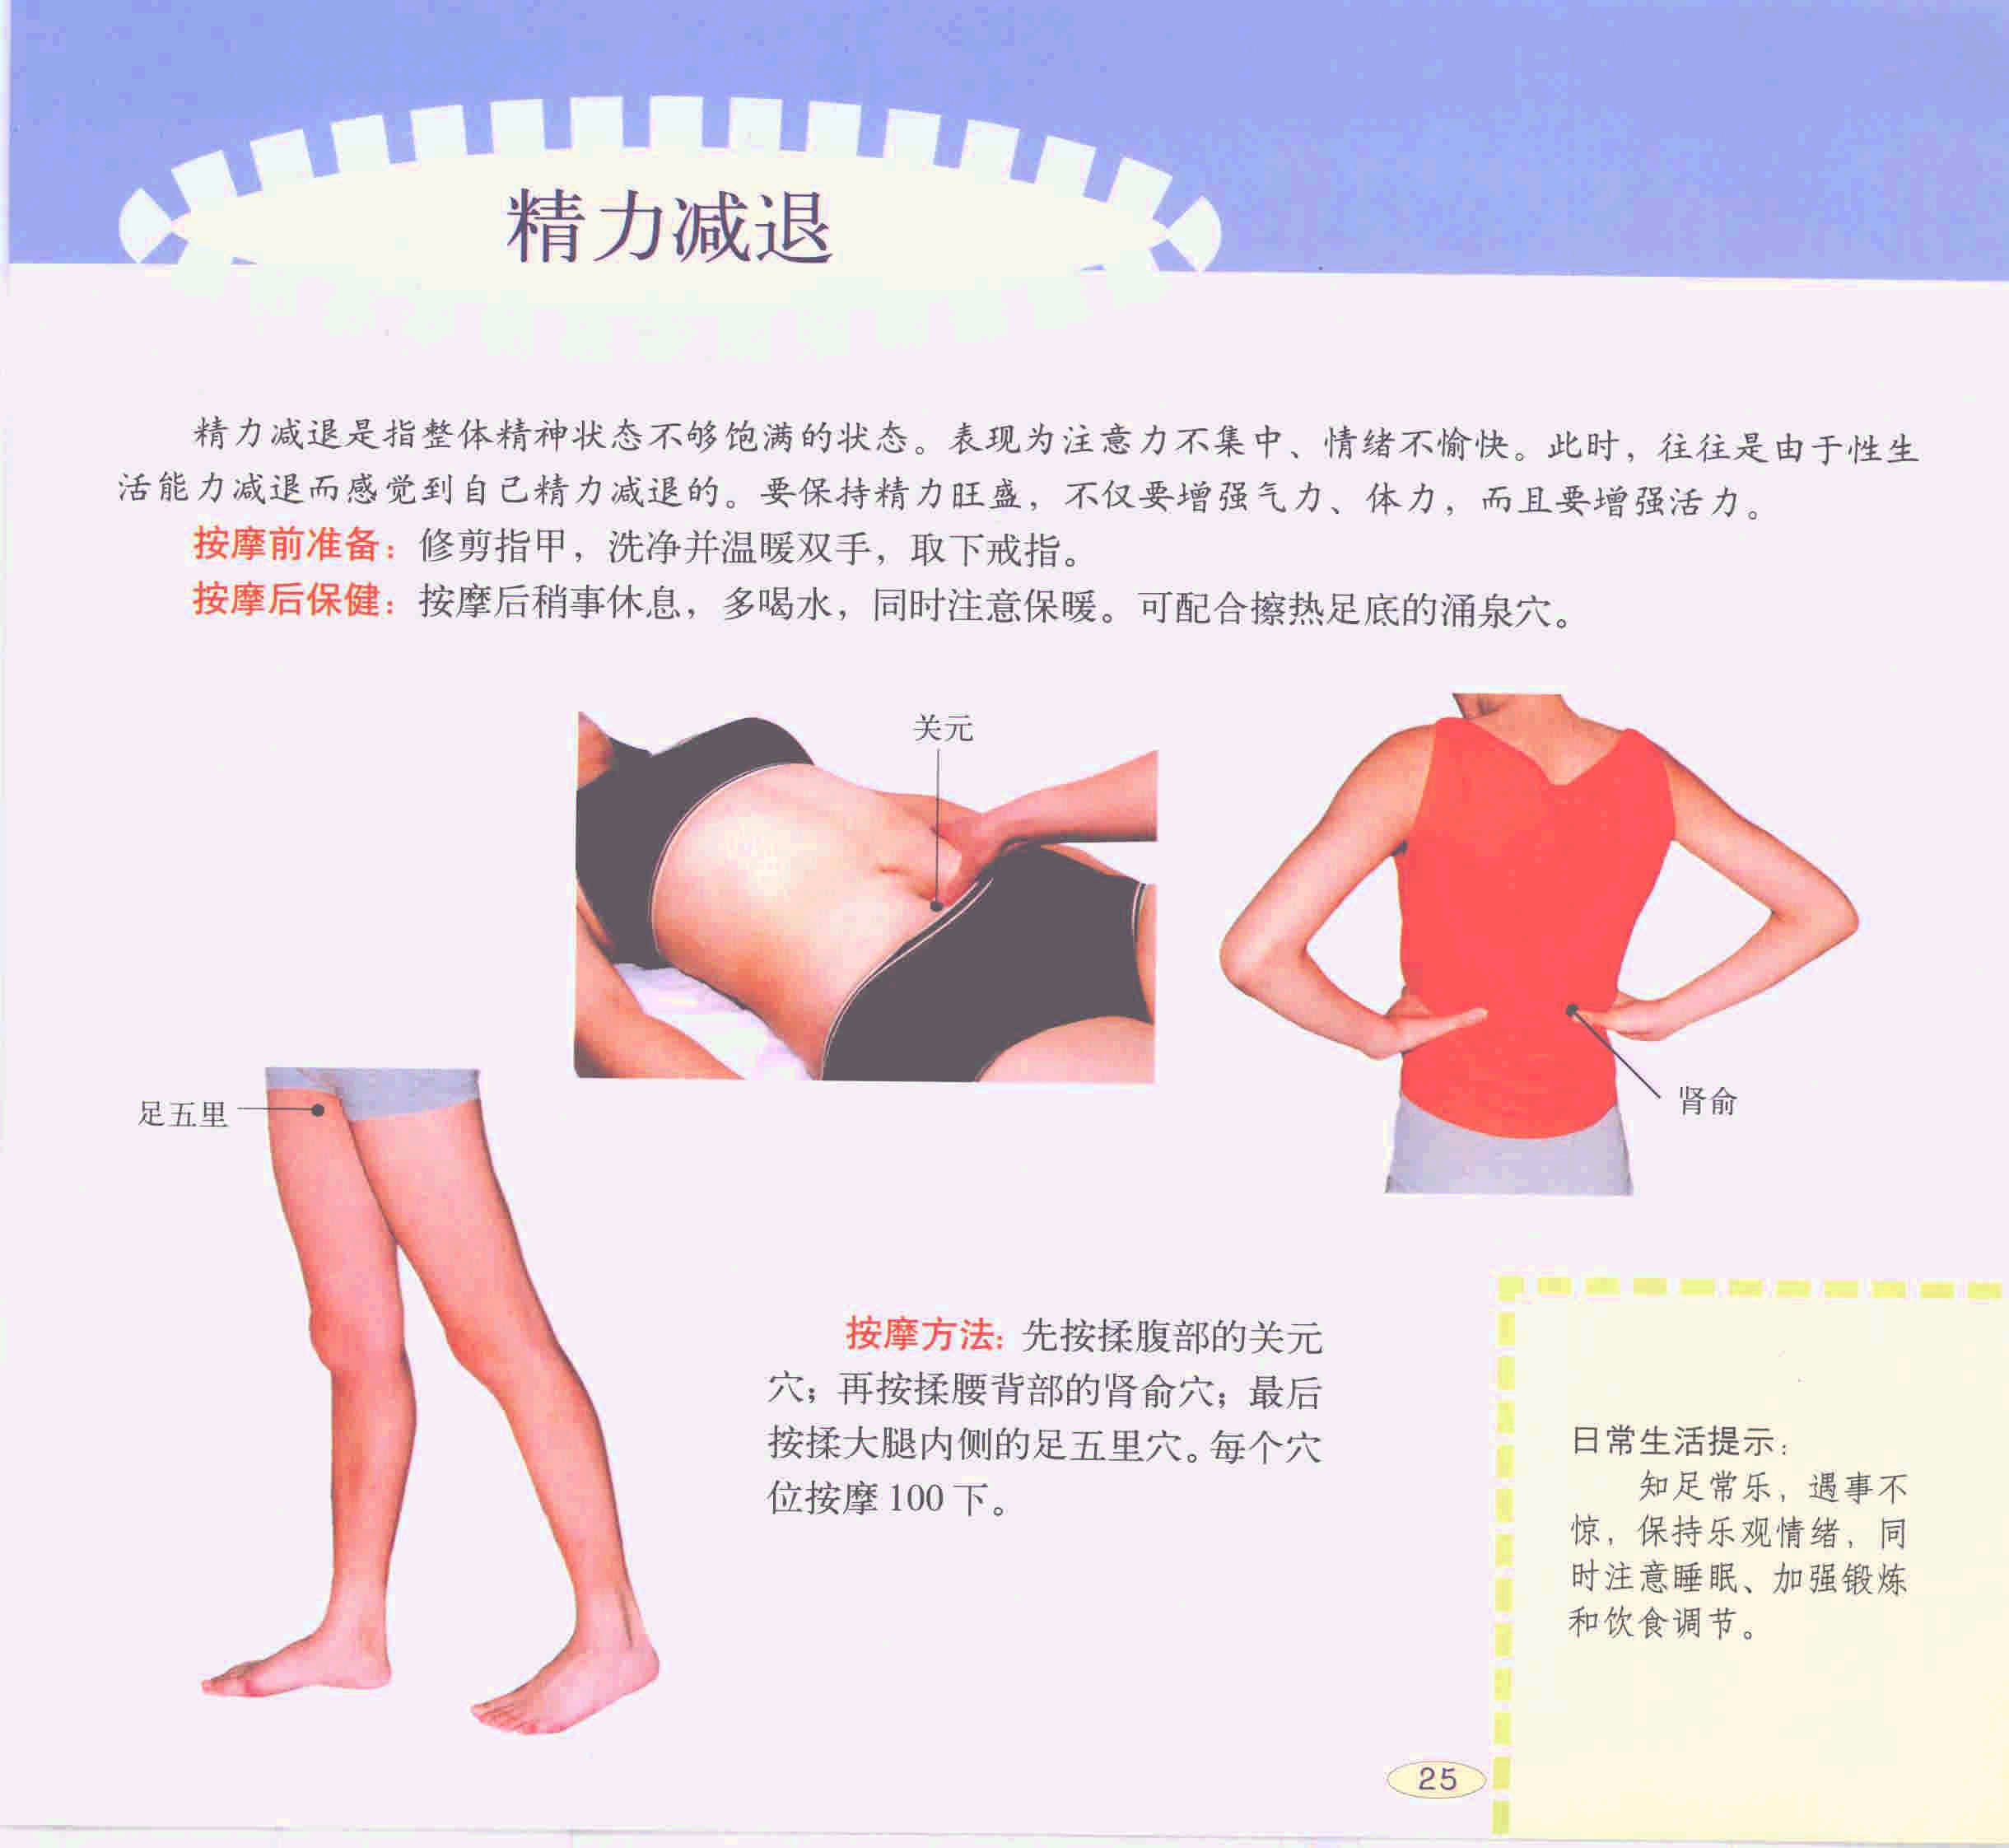 精力减退
精力减退是指整体精神状态不够饱满的状态。表现为注意力不集中、情绪不愉快。此时，往往是由于性生
活能力减退而感觉到自己精力减退的。要保持精力旺盛，不仅要增强气力、体力，而且要增强活力。
按摩前准备：修剪指甲，洗净并温暖双手，取下戒指。
按摩后保健：按摩后稍事休息，多喝水，同时注意保暖。可配合擦热足底的涌泉穴。
关元
肾俞
足五里
按摩方法：先按揉腹部的关元
穴；再按揉腰背部的肾俞穴；最后
按揉大腿内侧的足五里穴。每个穴
位按摩100下。
日常生活提示：
知足常乐，遇事不
惊，保持乐观情绪，同
时注意睡眠、加强锻炼
和饮食调节。
25